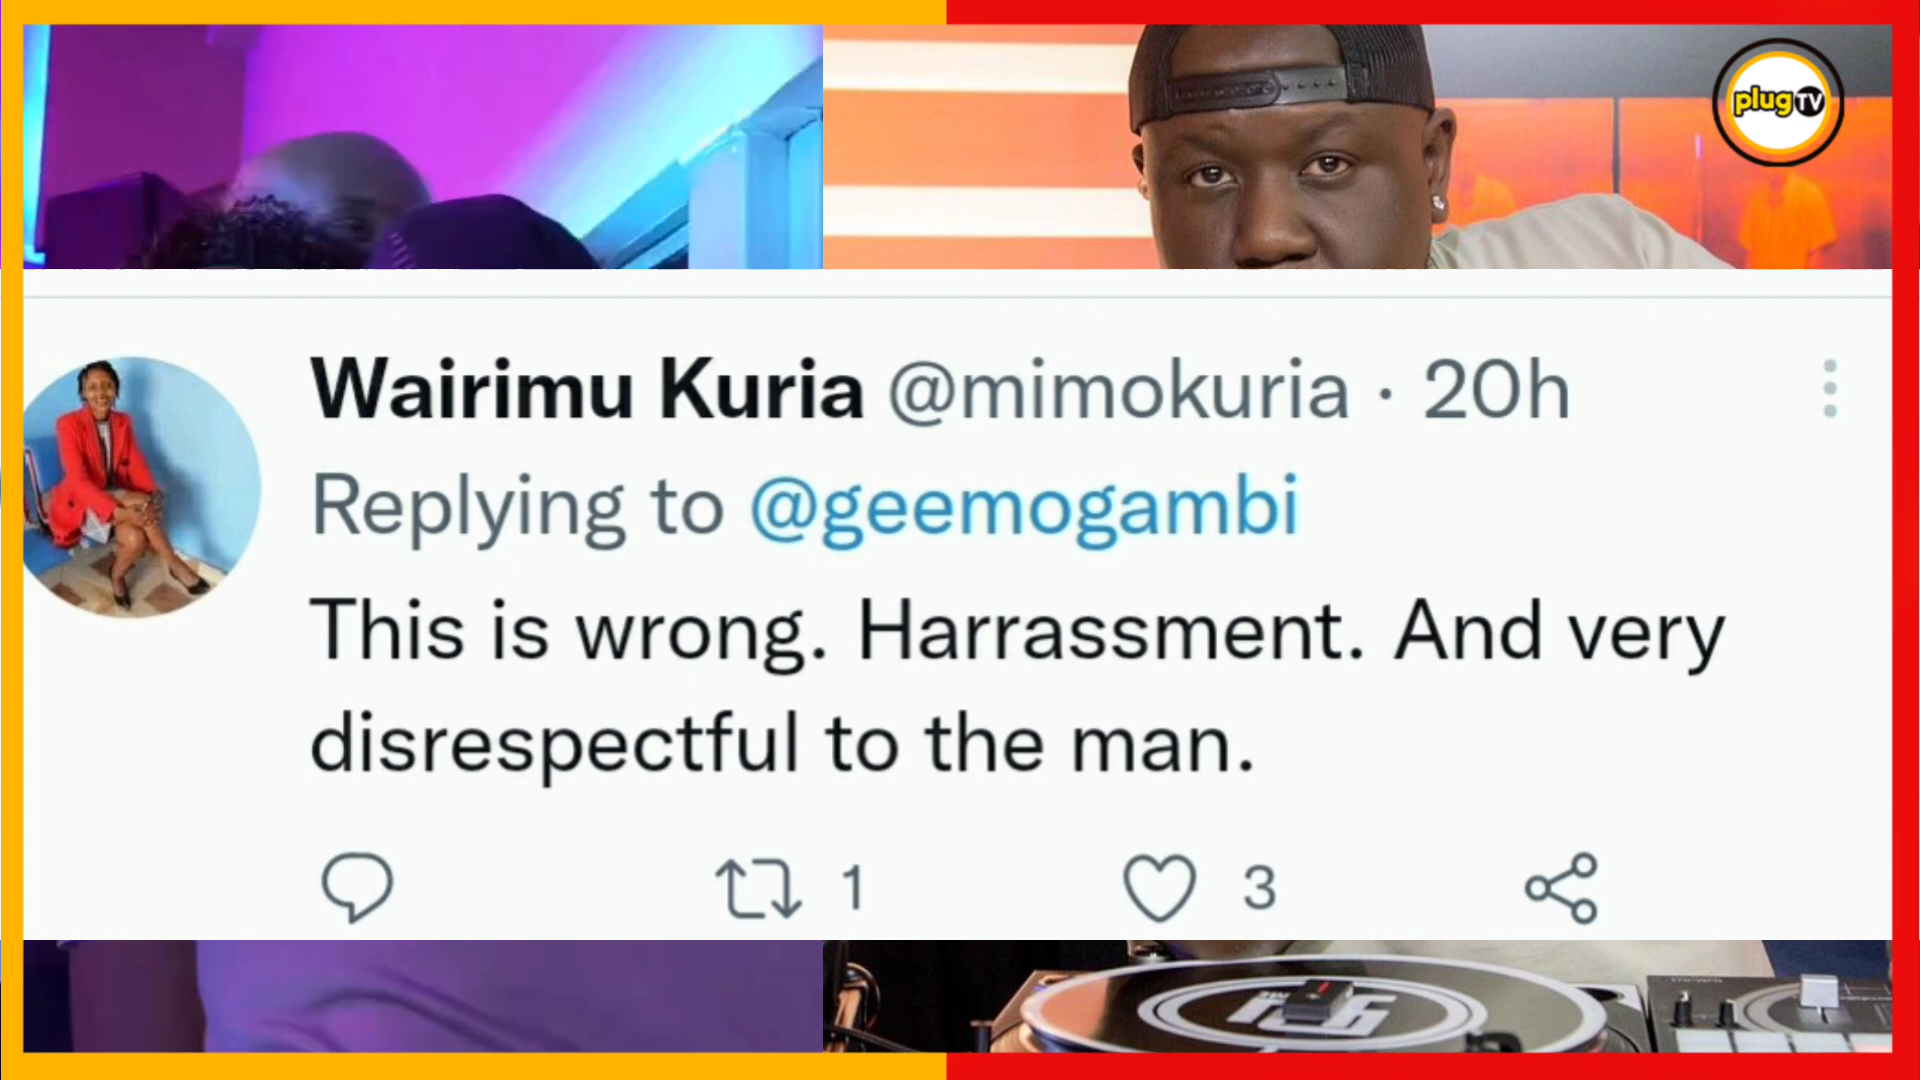 plug TV
Wairimu Kuria @mimokuria · 20h
Replying to @geemogambi
This is wrong. Harrassment. And very
disrespectful to the man.
1 3